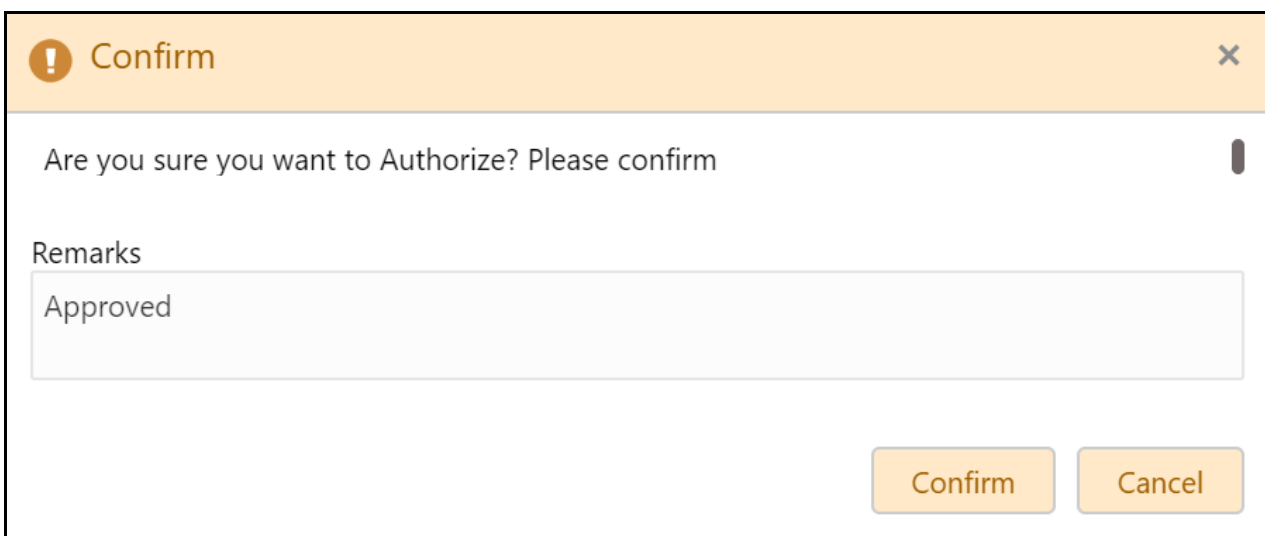 Confirm
Are you sure you want to Authorize? Please confirm
Remarks
Approved
Confirm Cancel